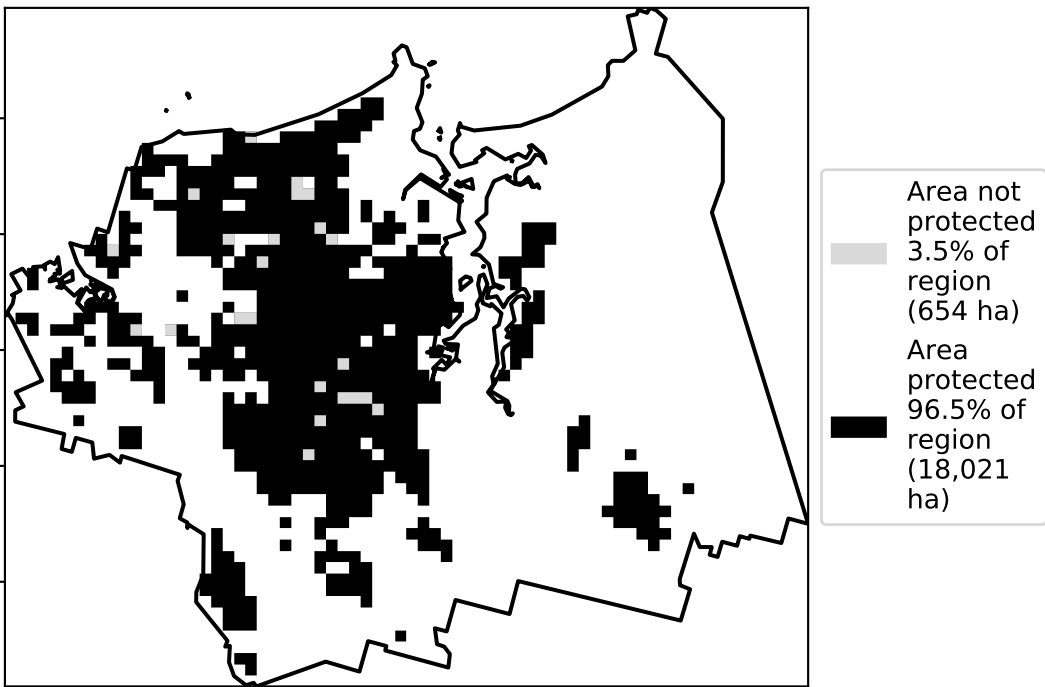 Area not
protected
3.5% of
region
(654 ha)
Area
protected
96.5% of
region
(18,021
ha)